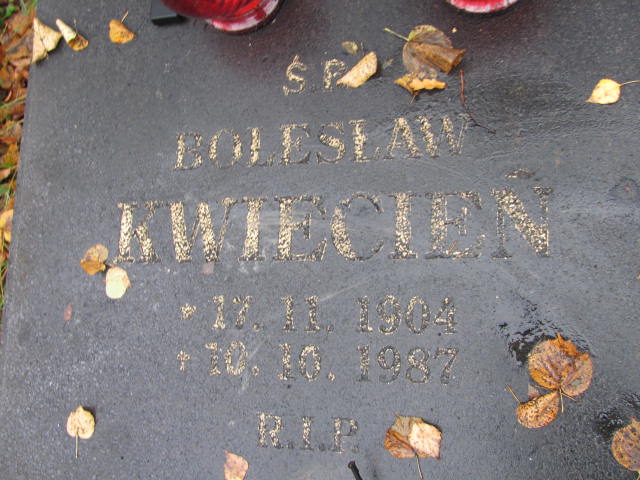 Ś.P.
BOLESŁAW
KWIECIEŃ
* 17. 11. 1904
+ 10. 10. 1987
R.I.P.